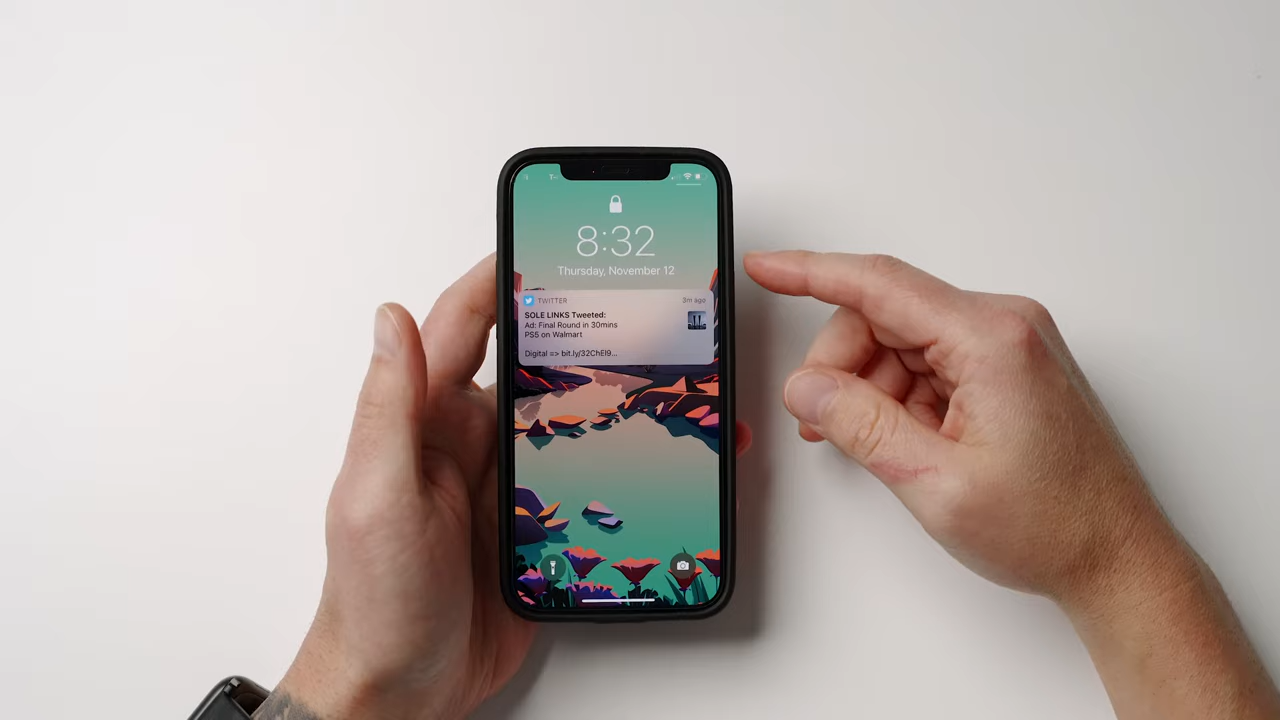 8:32
Thursday, November 12
TWITTER 3m ago
SOLE LINKS Tweeted:
Ad: Final Round in 30mins
PS5 on Walmart
Digital => bit.ly/32ChEl9...